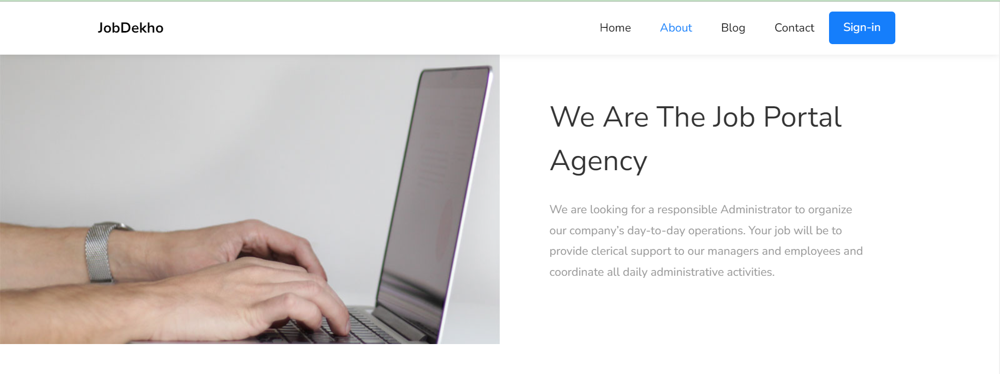 JobDekho
Home About Blog Contact Sign-in
We Are The Job Portal
Agency
We are looking for a responsible Administrator to organize
our company’s day-to-day operations. Your job will be to
provide clerical support to our managers and employees and
coordinate all daily administrative activities.